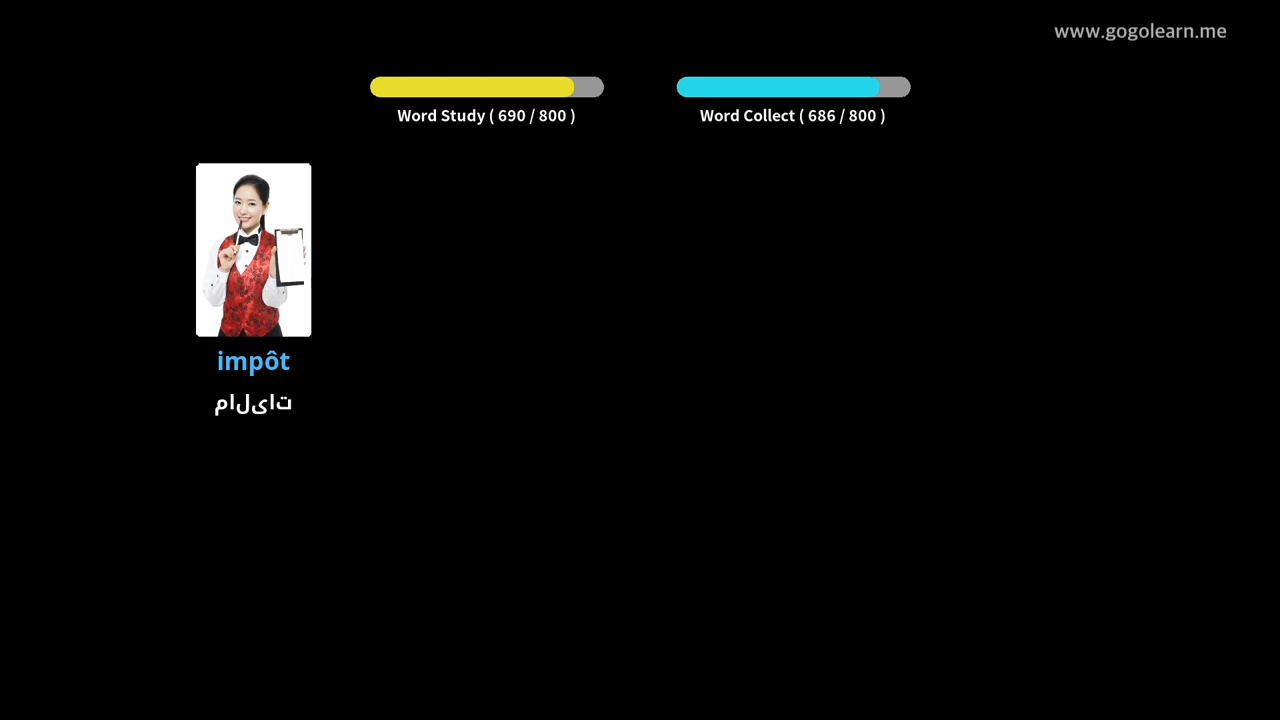 www.gogolearn.me
Word Study ( 690 / 800 )
Word Collect ( 686 / 800 )
impôt
مالیات